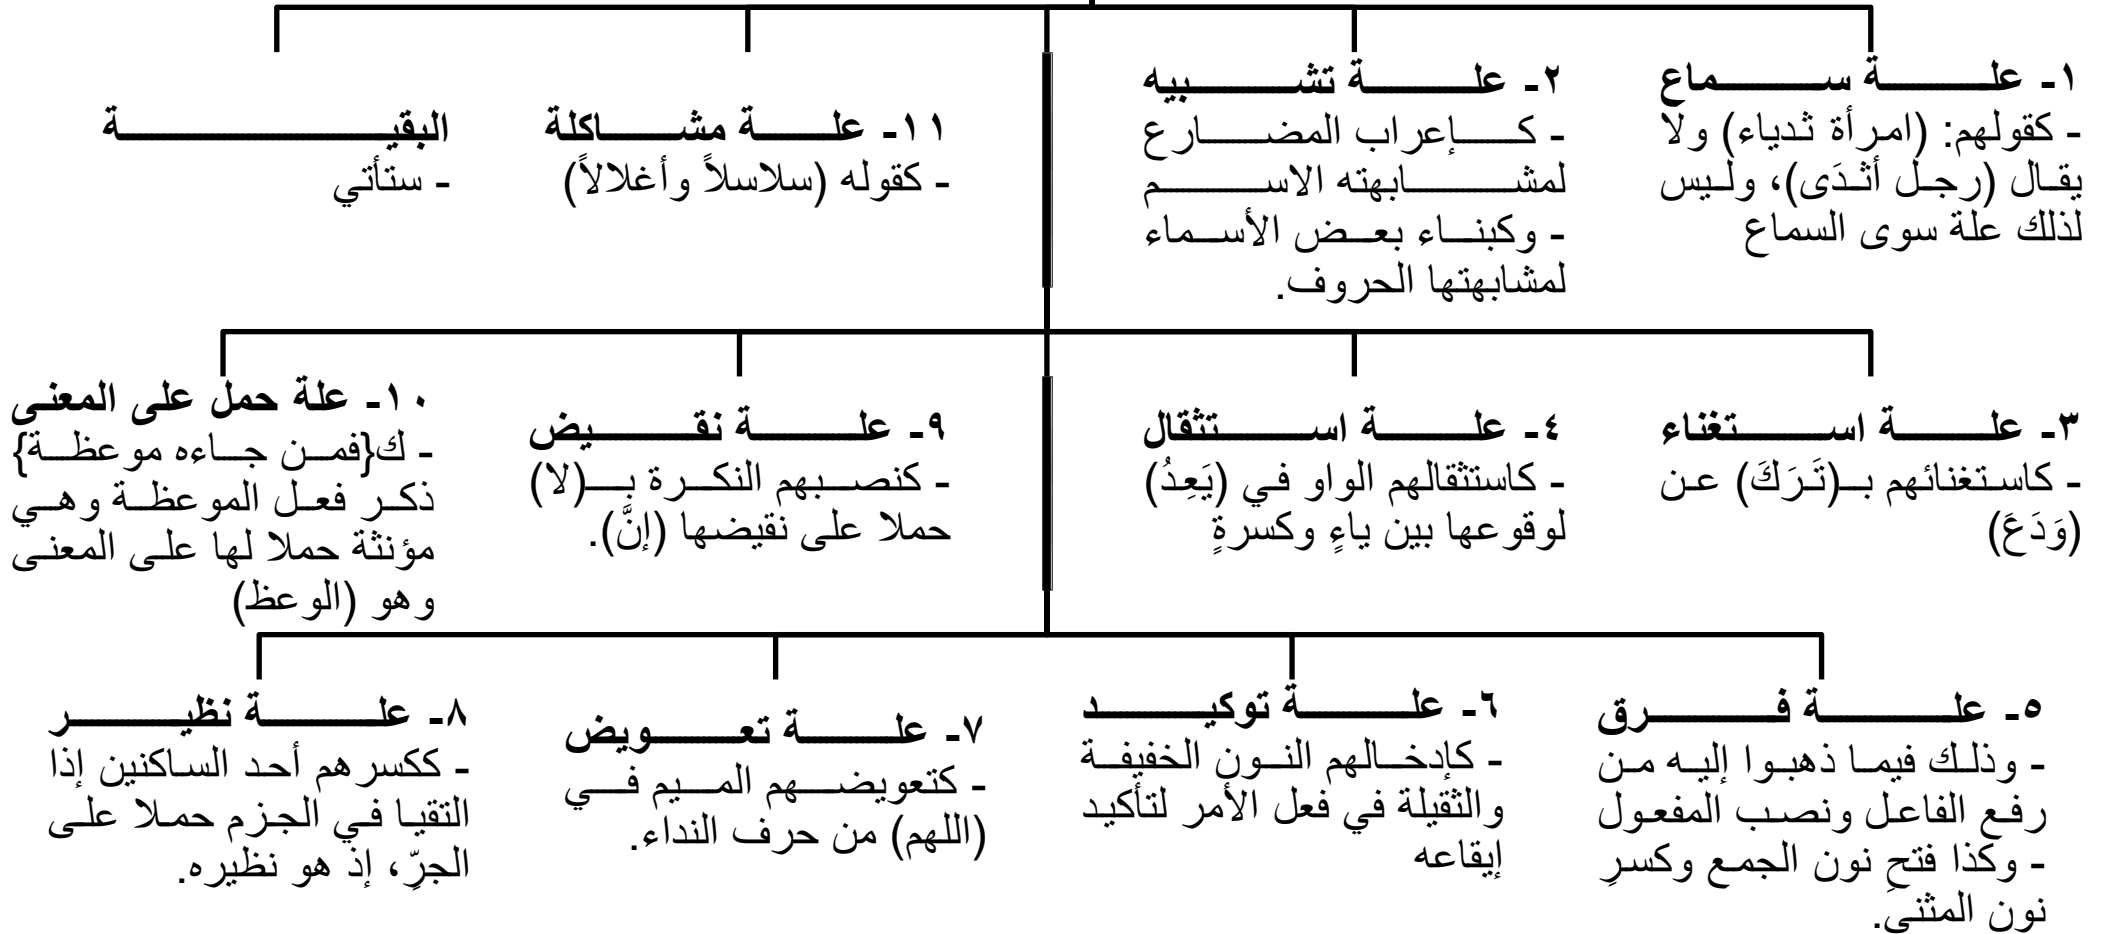 ١- علة سماع
- كقولهم: (امرأة ثدياء) ولا
يقال (رجل أثدَى)، وليس
لذلك علة سوى السماع
٢- علة تشبيه
- كإعراب المضارع
لمشابهته الاسم
- وكبناء بعض الأسماء
لمشابهتها الحروف.
١١- علة مشاكلة
- كقوله (سلاسلاً وأغلالاً)
البقية
- ستأتي
٣- علة استغناء
- كاستغنائهم بـ(تَرَكَ) عن
(وَدَعَ)
٤- علة استثقال
- كاستثقالهم الواو في (يَعِدُ)
لوقوعها بين ياءٍ وكسرةٍ
٩- علة نقيض
- كنصبهم النكرة بـ(لا)
حملا على نقيضها (إنَّ).
١٠- علة حمل على المعنى
- ك{فمن جاءه موعظة}
ذكر فعل الموعظة وهي
مؤنثة حملا لها على المعنى
وهو (الوعظ)
٥- علة فرق
- وذلك فيما ذهبوا إليه من
رفع الفاعل ونصب المفعول
- وكذا فتحِ نون الجمع وكسرِ
نون المثنى.
٦- علة توكيد
- كإدخالهم النون الخفيفة
والثقيلة في فعل الأمر لتأكيد
إيقاعه
٧- علة تعويض
- كتعويضهم الميم في
(اللهم) من حرف النداء.
٨- علة نظير
- ككسرهم أحد الساكنين إذا
التقيا في الجزم حملا على
الجرّ، إذ هو نظيره.